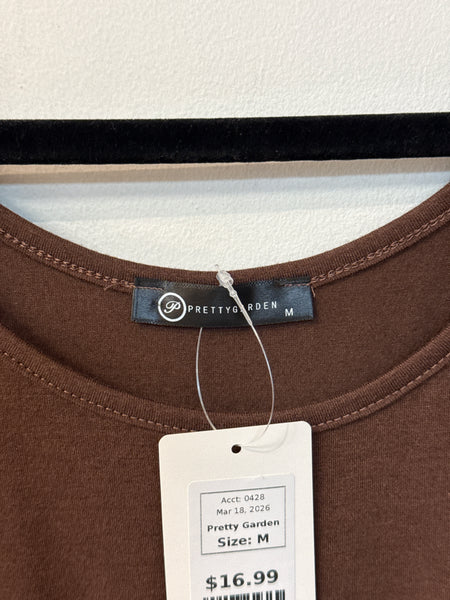 P PRETTYGARDEN M
Acct: 0428
Mar 18, 2026
Pretty Garden
Size: M
$16.99